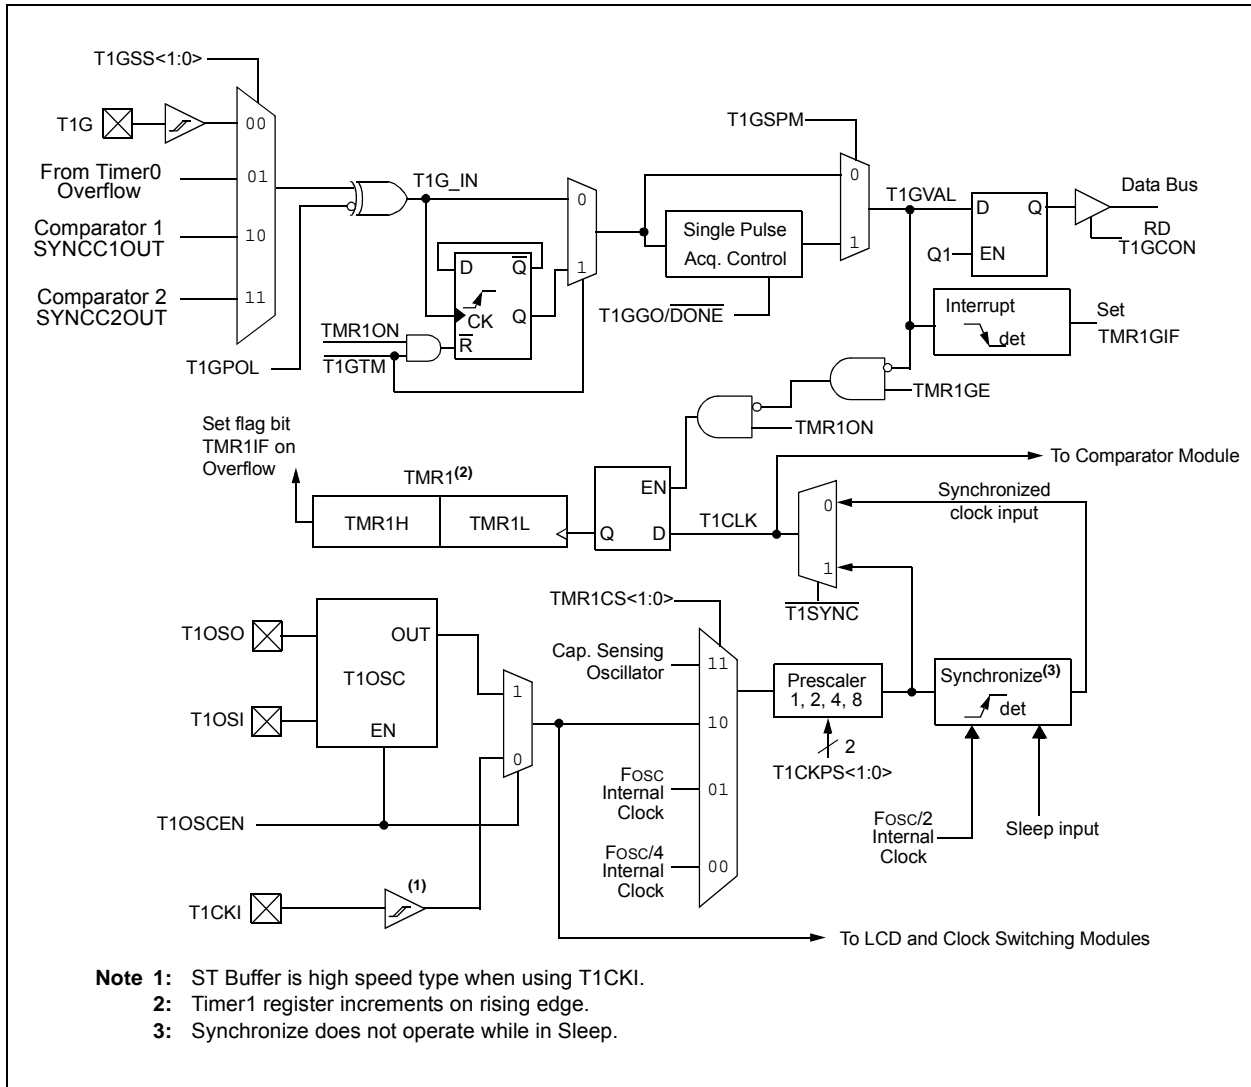 T1GSS<1:0>
T1G
00
From Timer0
Overflow
01
Comparator 1
SYNCC1OUT
10
Comparator 2
SYNCC2OUT
11
T1GPOL
T1G_IN
0
1
D
Q
CK
Q
R
TMR1ON
T1GTM
T1GSPM
0
1
Single Pulse
Acq. Control
T1GGO/DONE
T1GVAL
D
Q
Q1
EN
Data Bus
RD
T1GCON
Interrupt
det
Set
TMR1GIF
TMR1GE
TMR1ON
Set flag bit
TMR1IF on
Overflow
TMR1(2)
TMR1H
TMR1L
EN
Q
D
T1CLK
To Comparator Module
0
1
Synchronized
clock input
T1SYNC
TMR1CS<1:0>
T1OSO
T1OSI
OUT
T1OSC
EN
1
0
T1OSCEN
T1CKI
(1)
Cap. Sensing
Oscillator
11
10
FOSC
Internal
Clock
01
FOSC/4
Internal
Clock
00
Prescaler
1, 2, 4, 8
2
T1CKPS<1:0>
Synchronize(3)
det
FOSC/2
Internal
Clock
Sleep input
To LCD and Clock Switching Modules
Note 1: ST Buffer is high speed type when using T1CKI.
2: Timer1 register increments on rising edge.
3: Synchronize does not operate while in Sleep.